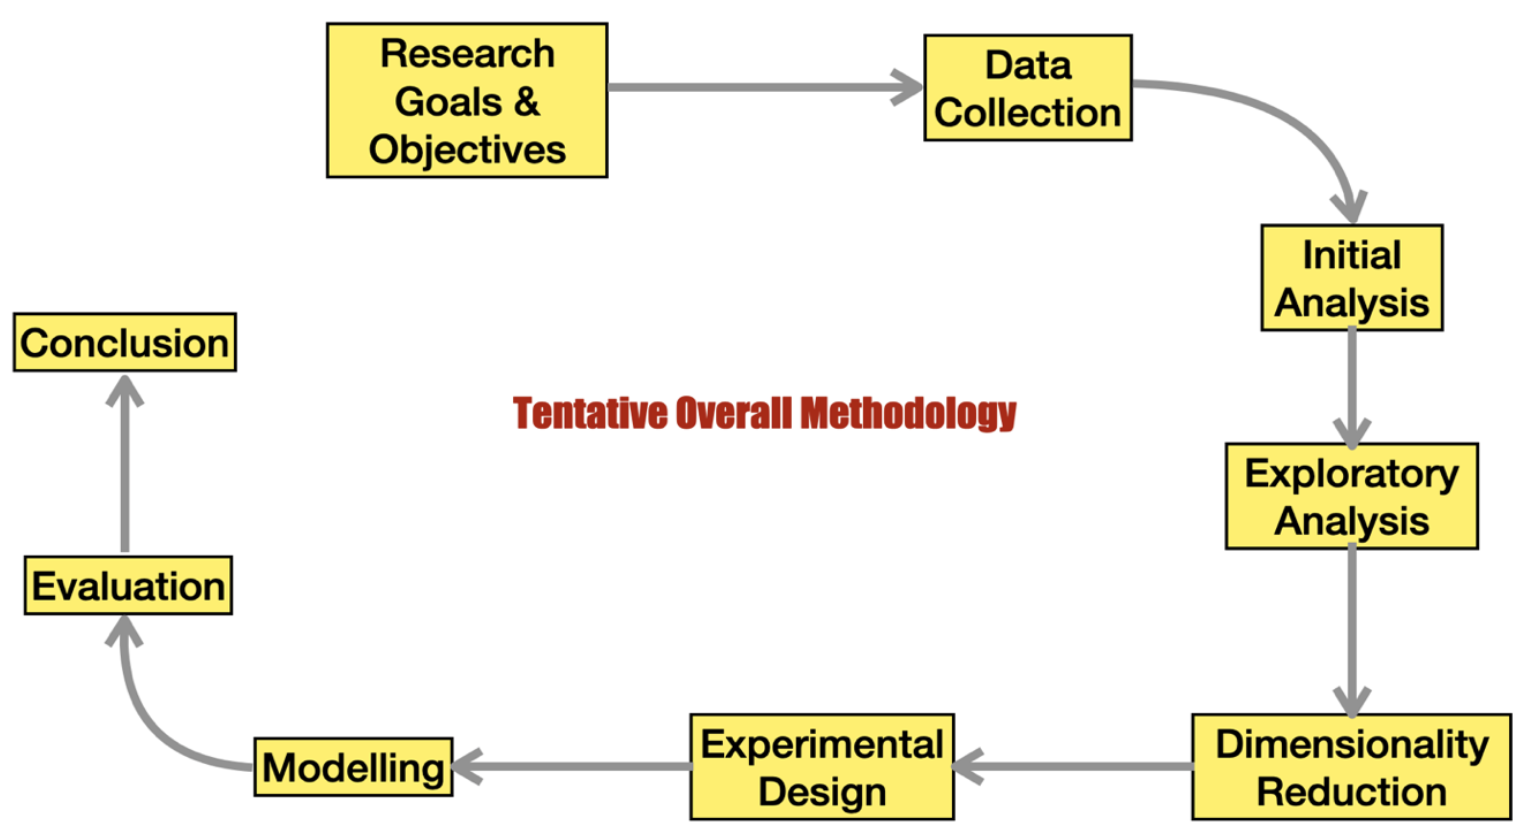 Research
Goals &
Objectives
Data
Collection
Initial
Analysis
Exploratory
Analysis
Dimensionality
Reduction
Experimental
Design
Modelling
Evaluation
Conclusion
Tentative Overall Methodology